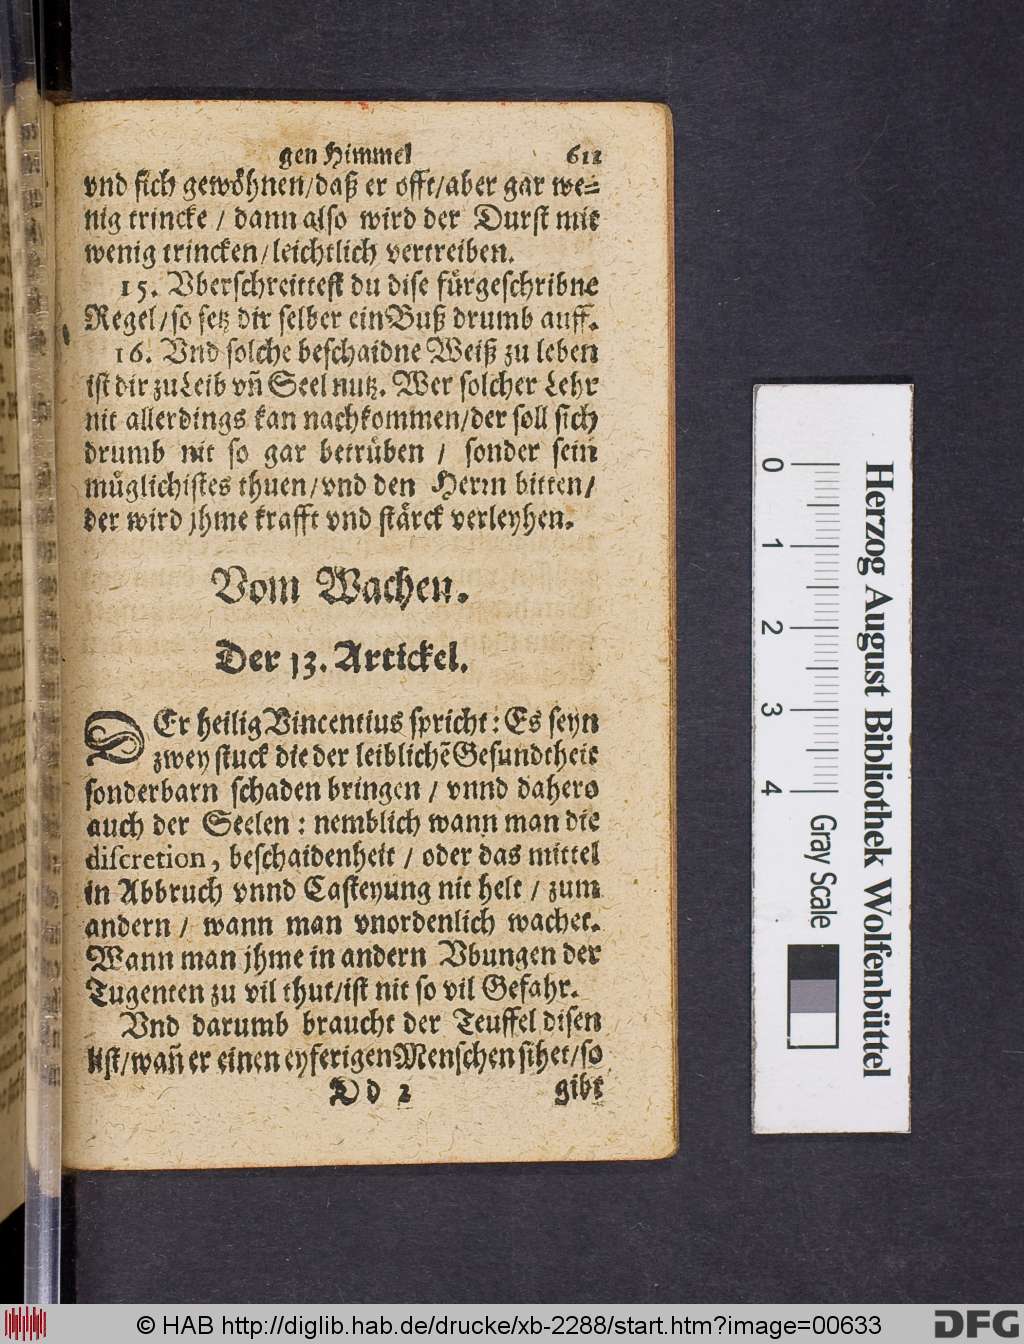 gen Himmel 611
vnd sich gewöhnen/daß er offt/aber gar we-
nig trincke / dann also wird der Durst mit
wenig trincken/leichtlich vertreiben.
15. Vberschreittest du dise fürgeschribne
Regel/so setz dir selber ein Buß drumb auff.
16. Vnd solche beschaidne Weiß zu leben
ist dir zu Leib vñ Seel nutz. Wer solcher Lehr
nit allerdings kan nachkommen/der soll sich
drumb nit so gar betrüben / sonder sein
müglichistes thuen/vnd den Herrn bitten/
der wird jhme krafft vnd stärck verleyhen.
Vom Wachen.
Der 13. Artickel.
DEr heilig Vincentius spricht: Es seyn
zwey stuck die der leiblichẽ Gesundtheit
sonderbarn schaden bringen / vnnd dahero
auch der Seelen: nemblich wann man die
discretion, beschaidenheit / oder das mittel
in Abbruch vnnd Casteyung nit helt / zum
andern / wann man vnordenlich wachet.
Wann man jhme in andern Vbungen der
Tugenten zu vil thut/ist nit so vil Gefahr.
Vnd darumb braucht der Teuffel disen
list/wañ er einen eyferigen Menschen sihet/so
Dd 2 gibt
0 1 2 3 4
Gray Scale
Herzog August Bibliothek Wolfenbüttel
© HAB http://diglib.hab.de/drucke/xb-2288/start.htm?image=00633
DFG